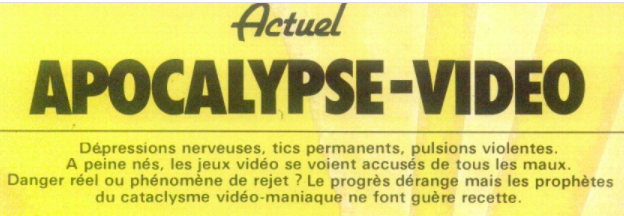 Actuel
APOCALYPSE-VIDEO
Dépressions nerveuses, tics permanents, pulsions violentes.
A peine nés, les jeux vidéo se voient accusés de tous les maux.
Danger réel ou phénomène de rejet ? Le progrès dérange mais les prophètes
du cataclysme vidéo-maniaque ne font guère recette.